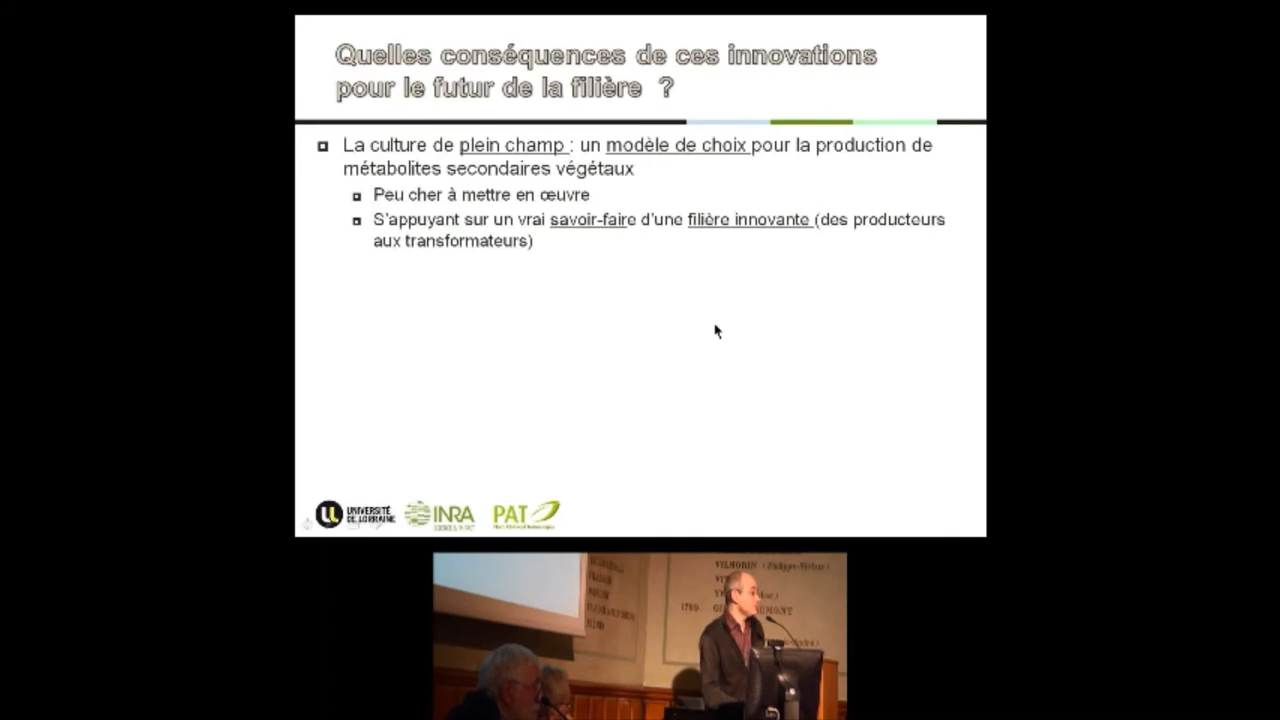 Quelles conséquences de ces innovations
pour le futur de la filière ?
La culture de plein champ : un modèle de choix pour la production de
métabolites secondaires végétaux
Peu cher à mettre en œuvre
S'appuyant sur un vrai savoir-faire d'une filière innovante (des producteurs
aux transformateurs)
UNIVERSITÉ
DE LORRAINE
INRA
PAT
VILMORIN (Philippe
1789